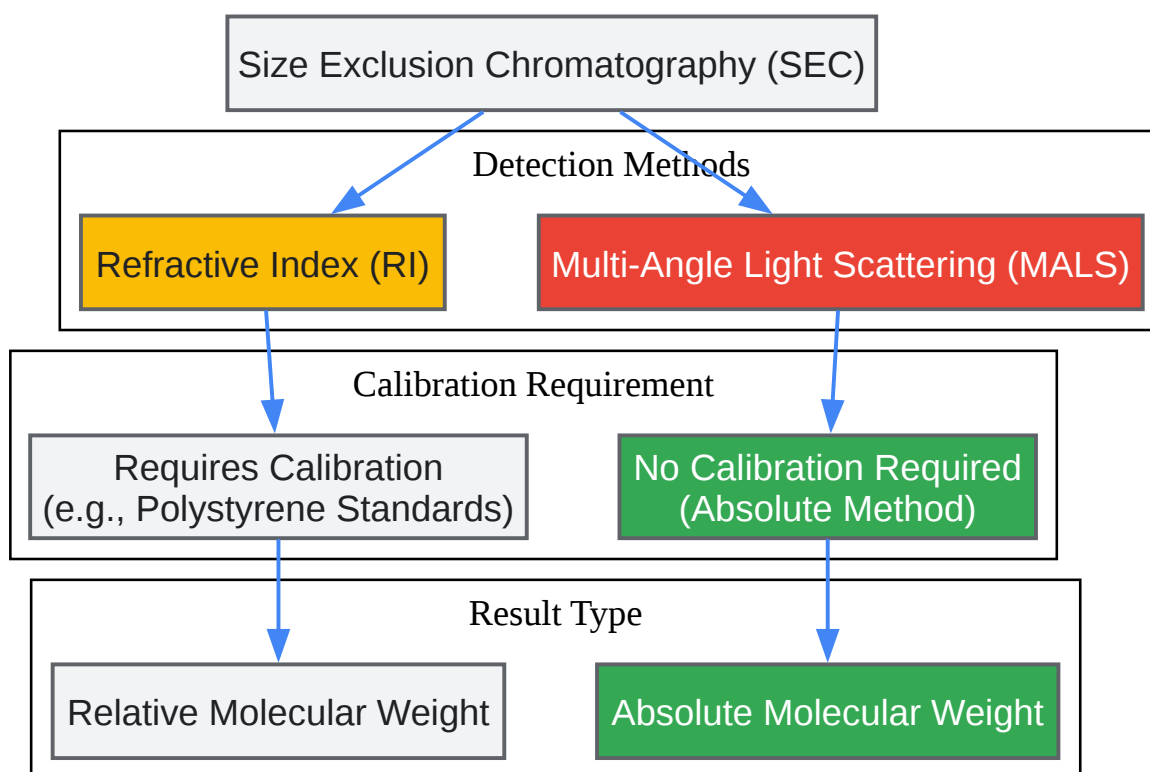 Size Exclusion Chromatography (SEC)
Detection Methods
Refractive Index (RI)
Multi-Angle Light Scattering (MALS)
Calibration Requirement
Requires Calibration
(e.g., Polystyrene Standards)
No Calibration Required
(Absolute Method)
Result Type
Relative Molecular Weight
Absolute Molecular Weight